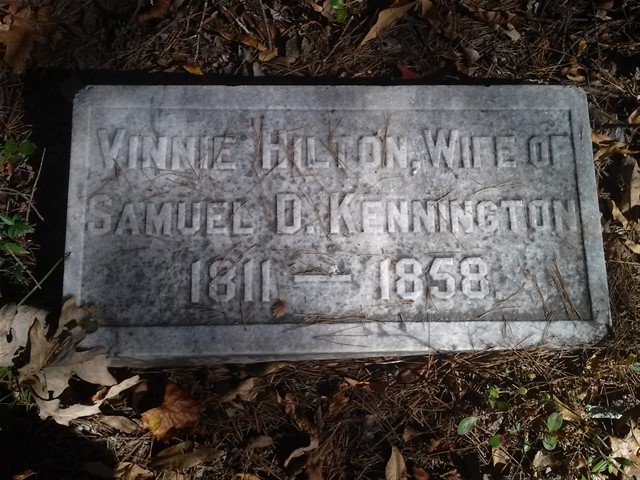 VINNIE HILTON, WIFE OF
SAMUEL D. KENNINGTON
1811 — 1858